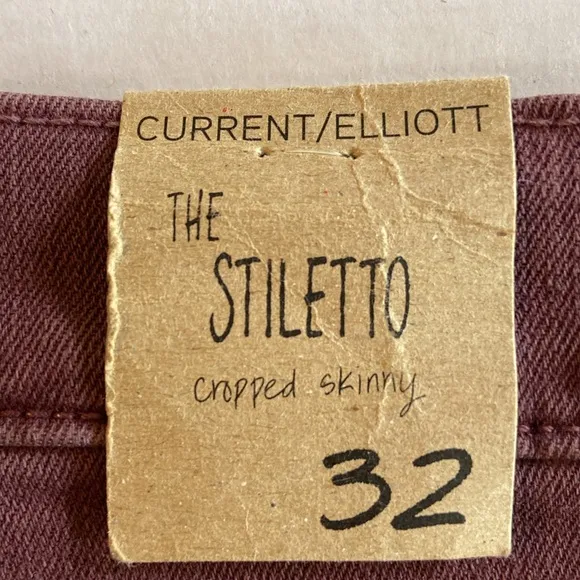 CURRENT/ELLIOTT
THE
STILETTO
cropped skinny
32